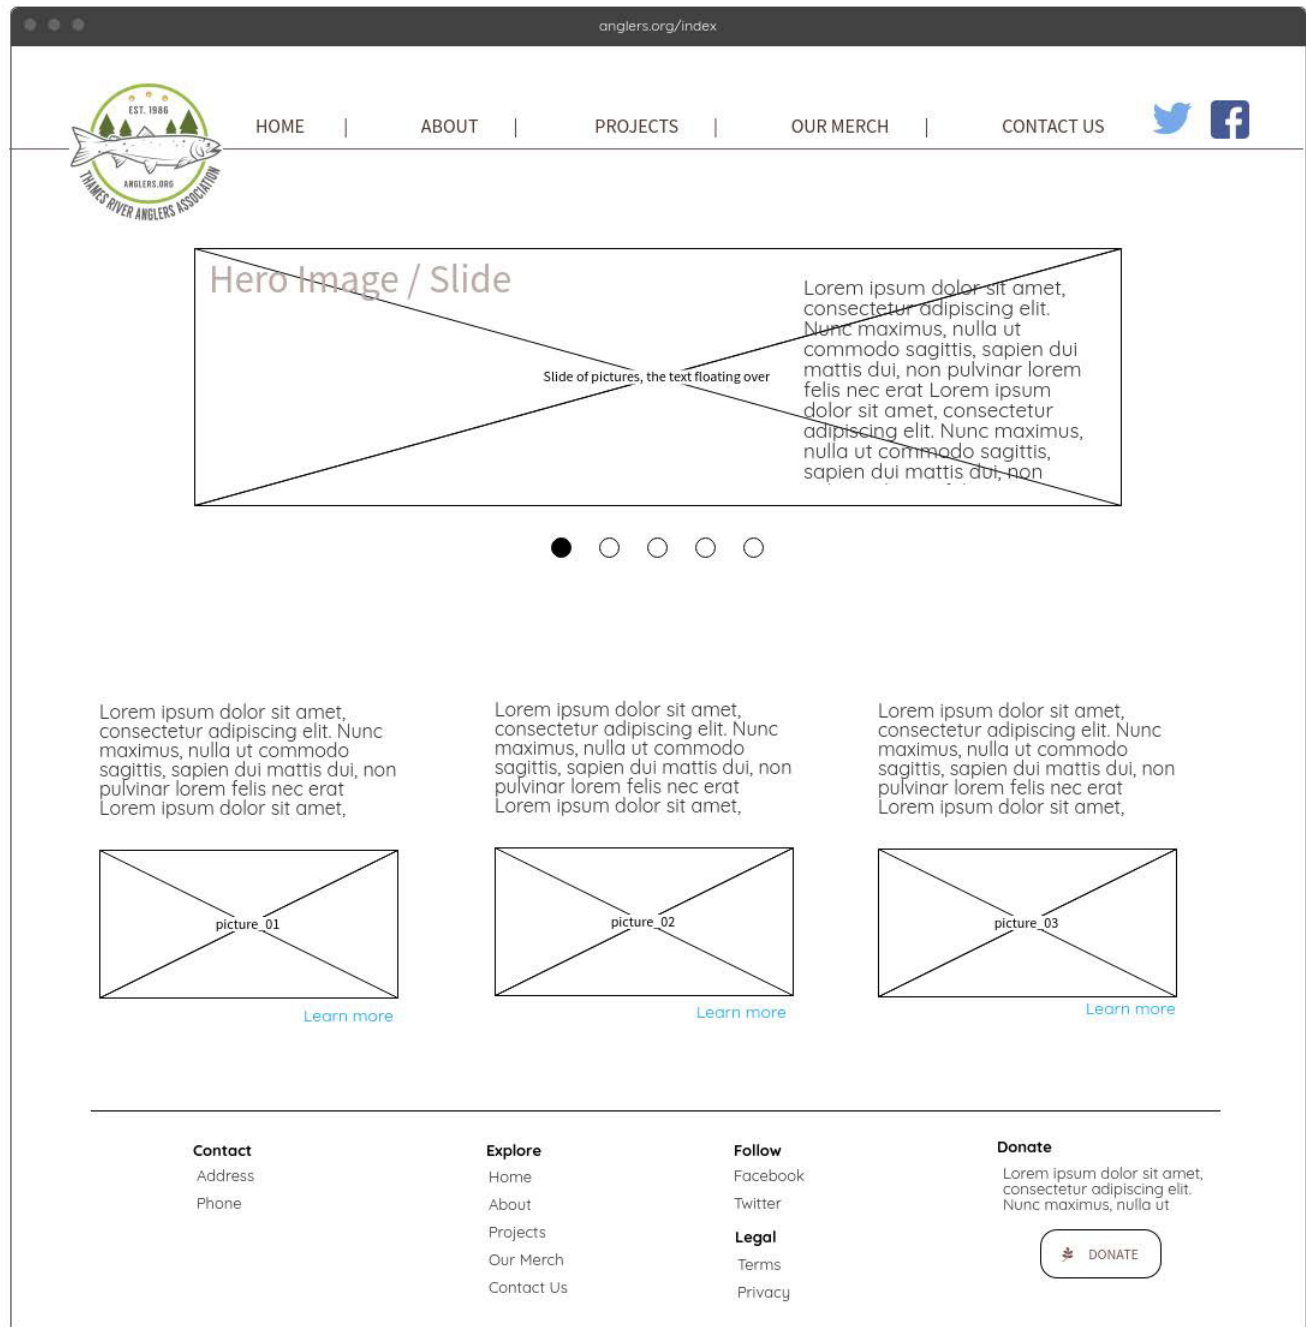 anglers.org/index
EST. 1986
ANGLERS.ORG
THAMES RIVER ANGLERS ASSOCIATION
HOME | ABOUT | PROJECTS | OUR MERCH | CONTACT US
Hero Image / Slide
Slide of pictures, the text floating over
Lorem ipsum dolor sit amet,
consectetur adipiscing elit.
Nunc maximus, nulla ut
commodo sagittis, sapien dui
mattis dui, non pulvinar lorem
felis nec erat Lorem ipsum
dolor sit amet, consectetur
adipiscing elit. Nunc maximus,
nulla ut commodo sagittis,
sapien dui mattis dui, non
Lorem ipsum dolor sit amet,
consectetur adipiscing elit. Nunc
maximus, nulla ut commodo
sagittis, sapien dui mattis dui, non
pulvinar lorem felis nec erat
Lorem ipsum dolor sit amet,
picture_01
Learn more
Lorem ipsum dolor sit amet,
consectetur adipiscing elit. Nunc
maximus, nulla ut commodo
sagittis, sapien dui mattis dui, non
pulvinar lorem felis nec erat
Lorem ipsum dolor sit amet,
picture_02
Learn more
Lorem ipsum dolor sit amet,
consectetur adipiscing elit. Nunc
maximus, nulla ut commodo
sagittis, sapien dui mattis dui, non
pulvinar lorem felis nec erat
Lorem ipsum dolor sit amet,
picture_03
Learn more
Contact
Address
Phone
Explore
Home
About
Projects
Our Merch
Contact Us
Follow
Facebook
Twitter
Legal
Terms
Privacy
Donate
Lorem ipsum dolor sit amet,
consectetur adipiscing elit.
Nunc maximus, nulla ut
DONATE